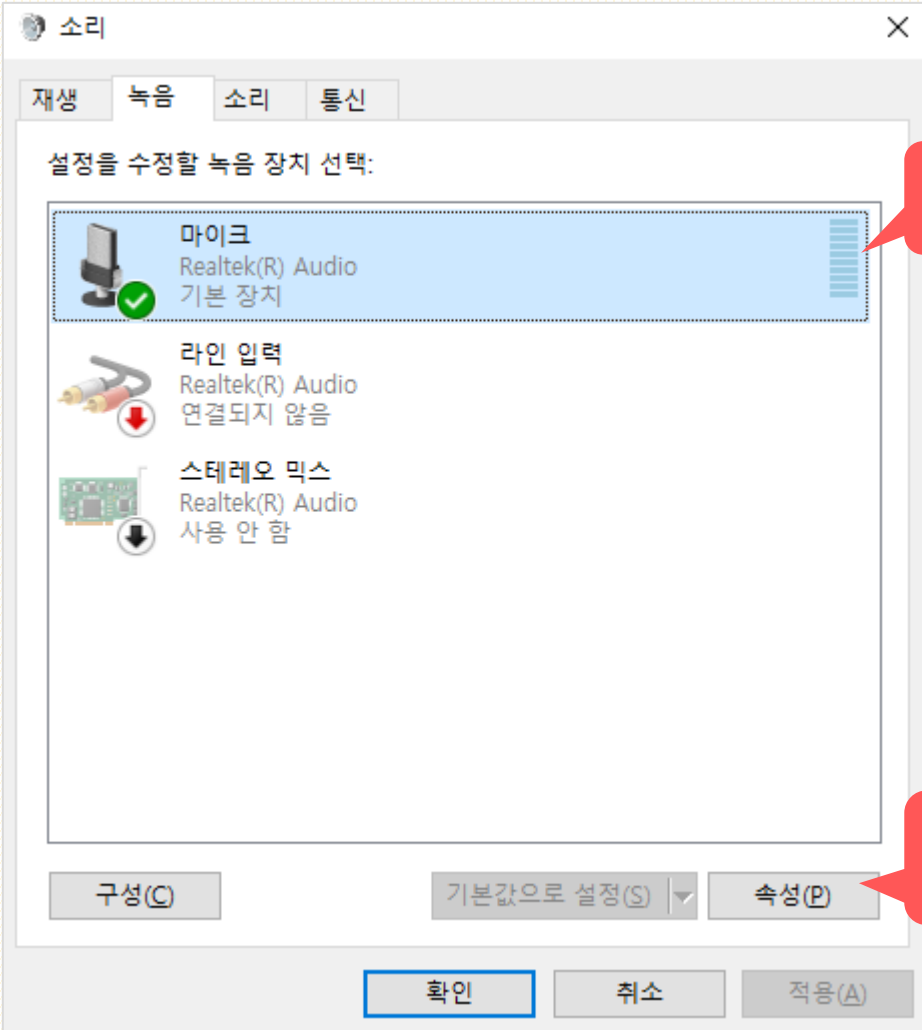 소리
재생 녹음 소리 통신
설정을 수정할 녹음 장치 선택:
마이크
Realtek(R) Audio
기본 장치
라인 입력
Realtek(R) Audio
연결되지 않음
스테레오 믹스
Realtek(R) Audio
사용 안 함
구성(C) 기본값으로 설정(S) 속성(P)
확인 취소 적용(A)